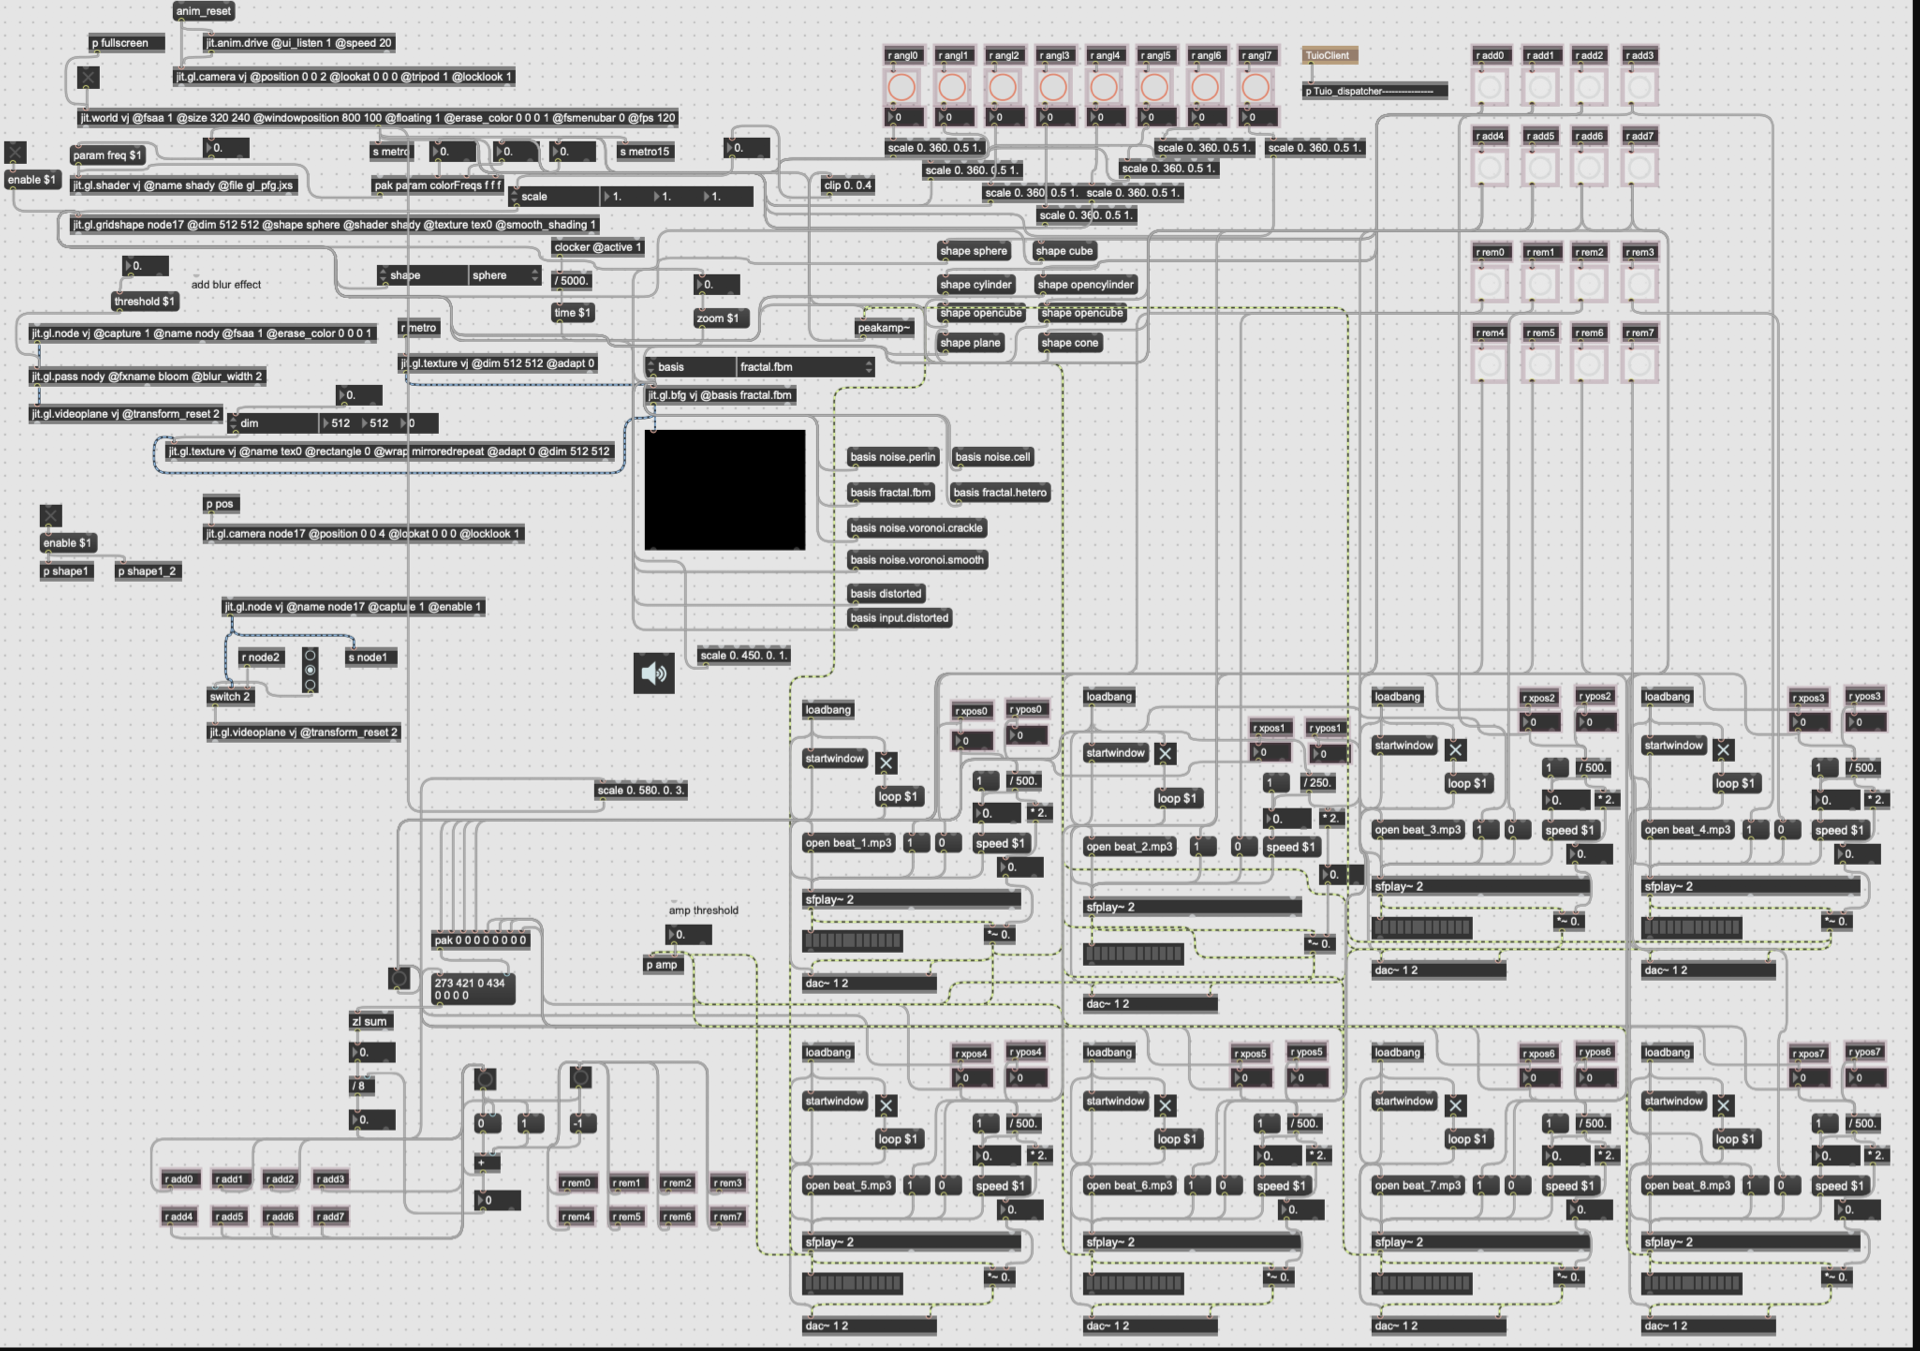 anim_reset
p fullscreen
jit.anim.drive @ui_listen 1 @speed 20
jit.gl.camera vj @position 0 0 2 @lookat 0 0 0 @tripod 1 @locklook 1
jit.world vj @fsaa 1 @size 320 240 @windowposition 800 100 @floating 1 @erase_color 0 0 0 1 @fsmenubar 0 @fps 120
param freq $1
0.
s metro
0.
0.
0.
s metro15
0.
enable $1
jit.gl.shader vj @name shady @file gl_pfg.jxs
pak param colorFreqs f f f
scale
1.
1.
1.
clip 0. 0.4
jit.gl.gridshape node17 @dim 512 512 @shape sphere @shader shady @texture tex0 @smooth_shading 1
clocker @active 1
0.
add blur effect
shape
sphere
/ 5000.
0.
threshold $1
time $1
zoom $1
r metro
jit.gl.node vj @capture 1 @name nody @fsaa 1 @erase_color 0 0 0 1
jit.gl.texture vj @dim 512 512 @adapt 0
basis
fractal.fbm
jit.gl.pass nody @fxname bloom @blur_width 2
jit.gl.bfg vj @basis fractal.fbm
0.
jit.gl.videoplane vj @transform_reset 2
dim
512
512
0
jit.gl.texture vj @name tex0 @rectangle 0 @wrap mirroredrepeat @adapt 0 @dim 512 512
p pos
jit.gl.camera node17 @position 0 0 4 @lookat 0 0 0 @locklook 1
enable $1
p shape1
p shape1_2
jit.gl.node vj @name node17 @capture 1 @enable 1
r node2
s node1
switch 2
jit.gl.videoplane vj @transform_reset 2
r angl0
r angl1
r angl2
r angl3
r angl4
r angl5
r angl6
r angl7
0
0
0
0
0
0
0
0
TuioClient
p Tuio_dispatcher----------------
scale 0. 360. 0.5 1.
scale 0. 360. 0.5 1.
scale 0. 360. 0.5 1.
scale 0. 360. 0.5 1.
scale 0. 360. 0.5 1.
scale 0. 360. 0.5 1.
scale 0. 360. 0.5 1.
scale 0. 360. 0.5 1.
r add0
r add1
r add2
r add3
r add4
r add5
r add6
r add7
r rem0
r rem1
r rem2
r rem3
r rem4
r rem5
r rem6
r rem7
shape sphere
shape cube
shape cylinder
shape opencylinder
shape opencube
shape opencube
peakamp~
shape plane
shape cone
basis noise.perlin
basis noise.cell
basis fractal.fbm
basis fractal.hetero
basis noise.voronoi.crackle
basis noise.voronoi.smooth
basis distorted
basis input.distorted
scale 0. 450. 0. 1.
scale 0. 580. 0. 3.
amp threshold
0.
p amp
pak 0 0 0 0 0 0 0 0
273 421 0 434
0 0 0 0
zl sum
0.
/ 8
0.
0
1
-1
+
0
r add0
r add1
r add2
r add3
r add4
r add5
r add6
r add7
r rem0
r rem1
r rem2
r rem3
r rem4
r rem5
r rem6
r rem7
loadbang
r xpos0
r ypos0
0
0
startwindow
loop $1
1
/ 500.
0.
* 2.
open beat_1.mp3
1
0
speed $1
0.
sfplay~ 2
*~ 0.
dac~ 1 2
loadbang
r xpos1
r ypos1
0
0
startwindow
loop $1
1
/ 250.
0.
* 2.
open beat_2.mp3
1
0
speed $1
0.
sfplay~ 2
*~ 0.
dac~ 1 2
loadbang
r xpos2
r ypos2
0
0
startwindow
loop $1
1
/ 500.
0.
* 2.
open beat_3.mp3
1
0
speed $1
0.
sfplay~ 2
*~ 0.
dac~ 1 2
loadbang
r xpos3
r ypos3
0
0
startwindow
loop $1
1
/ 500.
0.
* 2.
open beat_4.mp3
1
0
speed $1
0.
sfplay~ 2
*~ 0.
dac~ 1 2
loadbang
r xpos4
r ypos4
0
0
startwindow
loop $1
1
/ 500.
0.
* 2.
open beat_5.mp3
1
0
speed $1
0.
sfplay~ 2
*~ 0.
dac~ 1 2
loadbang
r xpos5
r ypos5
0
0
startwindow
loop $1
1
/ 500.
0.
* 2.
open beat_6.mp3
1
0
speed $1
0.
sfplay~ 2
*~ 0.
dac~ 1 2
loadbang
r xpos6
r ypos6
0
0
startwindow
loop $1
1
/ 500.
0.
* 2.
open beat_7.mp3
1
0
speed $1
0.
sfplay~ 2
*~ 0.
dac~ 1 2
loadbang
r xpos7
r ypos7
0
0
startwindow
loop $1
1
/ 500.
0.
* 2.
open beat_8.mp3
1
0
speed $1
0.
sfplay~ 2
*~ 0.
dac~ 1 2